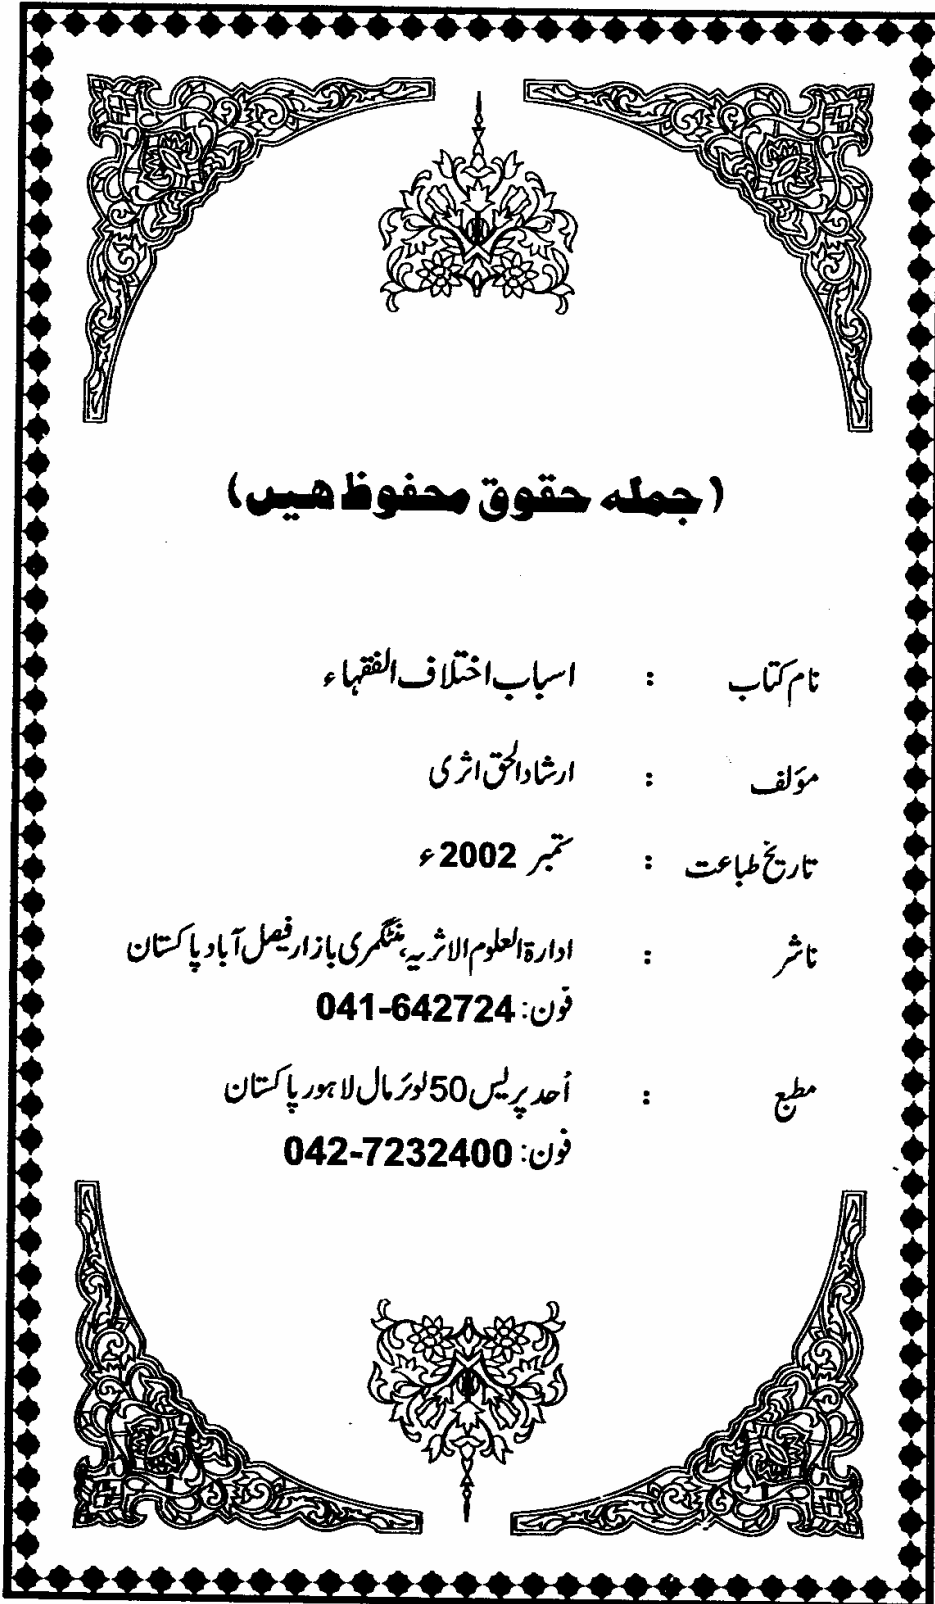 (جملہ حقوق محفوظ ھیں)
نام کتاب : اسباب اختلاف الفقہاء
مؤلف : ارشاد الحق اثری
تاریخ طباعت : ستمبر 2002ء
ناشر : ادارۃ العلوم الاثریہ، منٹگمری بازار فیصل آباد پاکستان
فون: 041-642724
مطبع : اُحد پریس 50 لوئر مال لاہور پاکستان
فون: 042-7232400